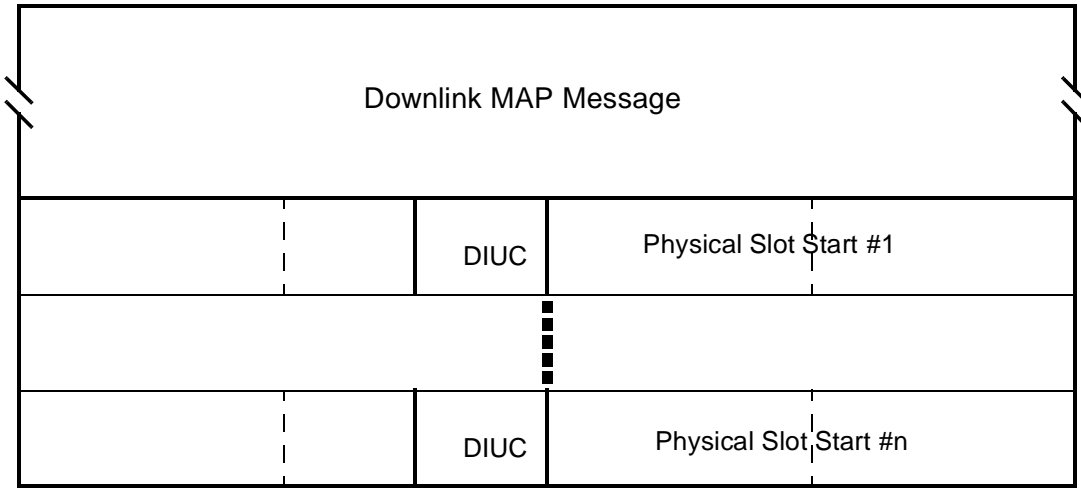 Downlink MAP Message
DIUC
Physical Slot Start #1
DIUC
Physical Slot Start #n